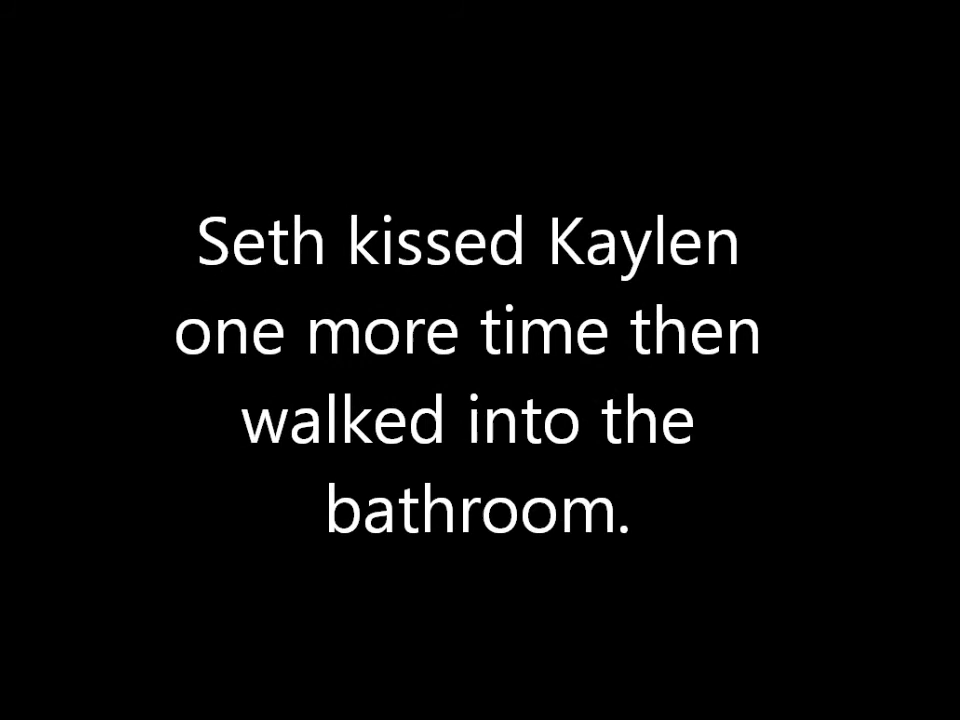 Seth kissed Kaylen
one more time then
walked into the
bathroom.